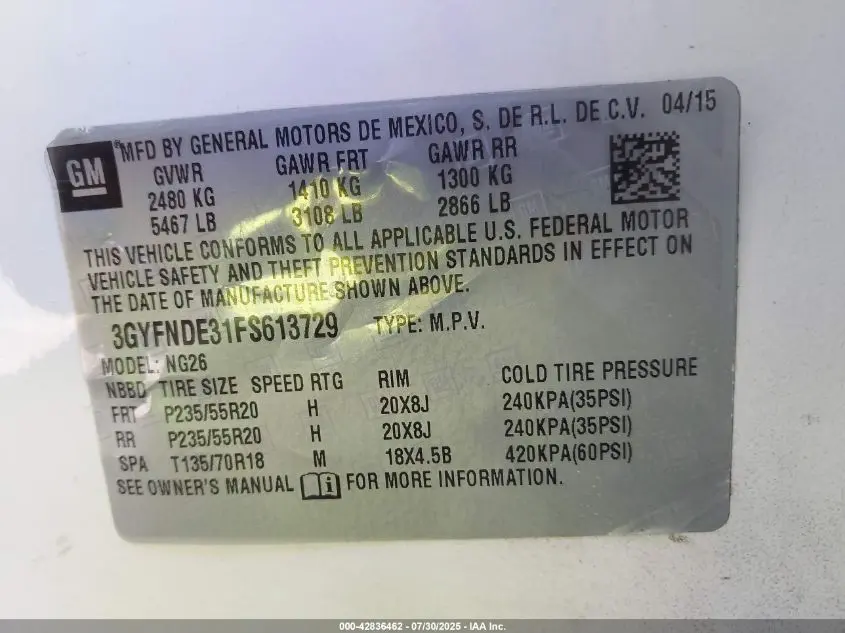 GM
® MFD BY GENERAL MOTORS DE MEXICO, S. DE R.L. DE C.V. 04/15
GVWR GAWR FRT GAWR RR
2480 KG 1410 KG 1300 KG
5467 LB 3108 LB 2866 LB
THIS VEHICLE CONFORMS TO ALL APPLICABLE U.S. FEDERAL MOTOR
VEHICLE SAFETY AND THEFT PREVENTION STANDARDS IN EFFECT ON
THE DATE OF MANUFACTURE SHOWN ABOVE.
3GYFNDE31FS613729 TYPE: M.P.V.
MODEL: NG26
NBBD TIRE SIZE SPEED RTG RIM COLD TIRE PRESSURE
FRT P235/55R20 H 20X8J 240KPA(35PSI)
RR P235/55R20 H 20X8J 240KPA(35PSI)
SPA T135/70R18 M 18X4.5B 420KPA(60PSI)
SEE OWNER'S MANUAL i FOR MORE INFORMATION.
000-42836462 - 07/30/2025 - IAA Inc.